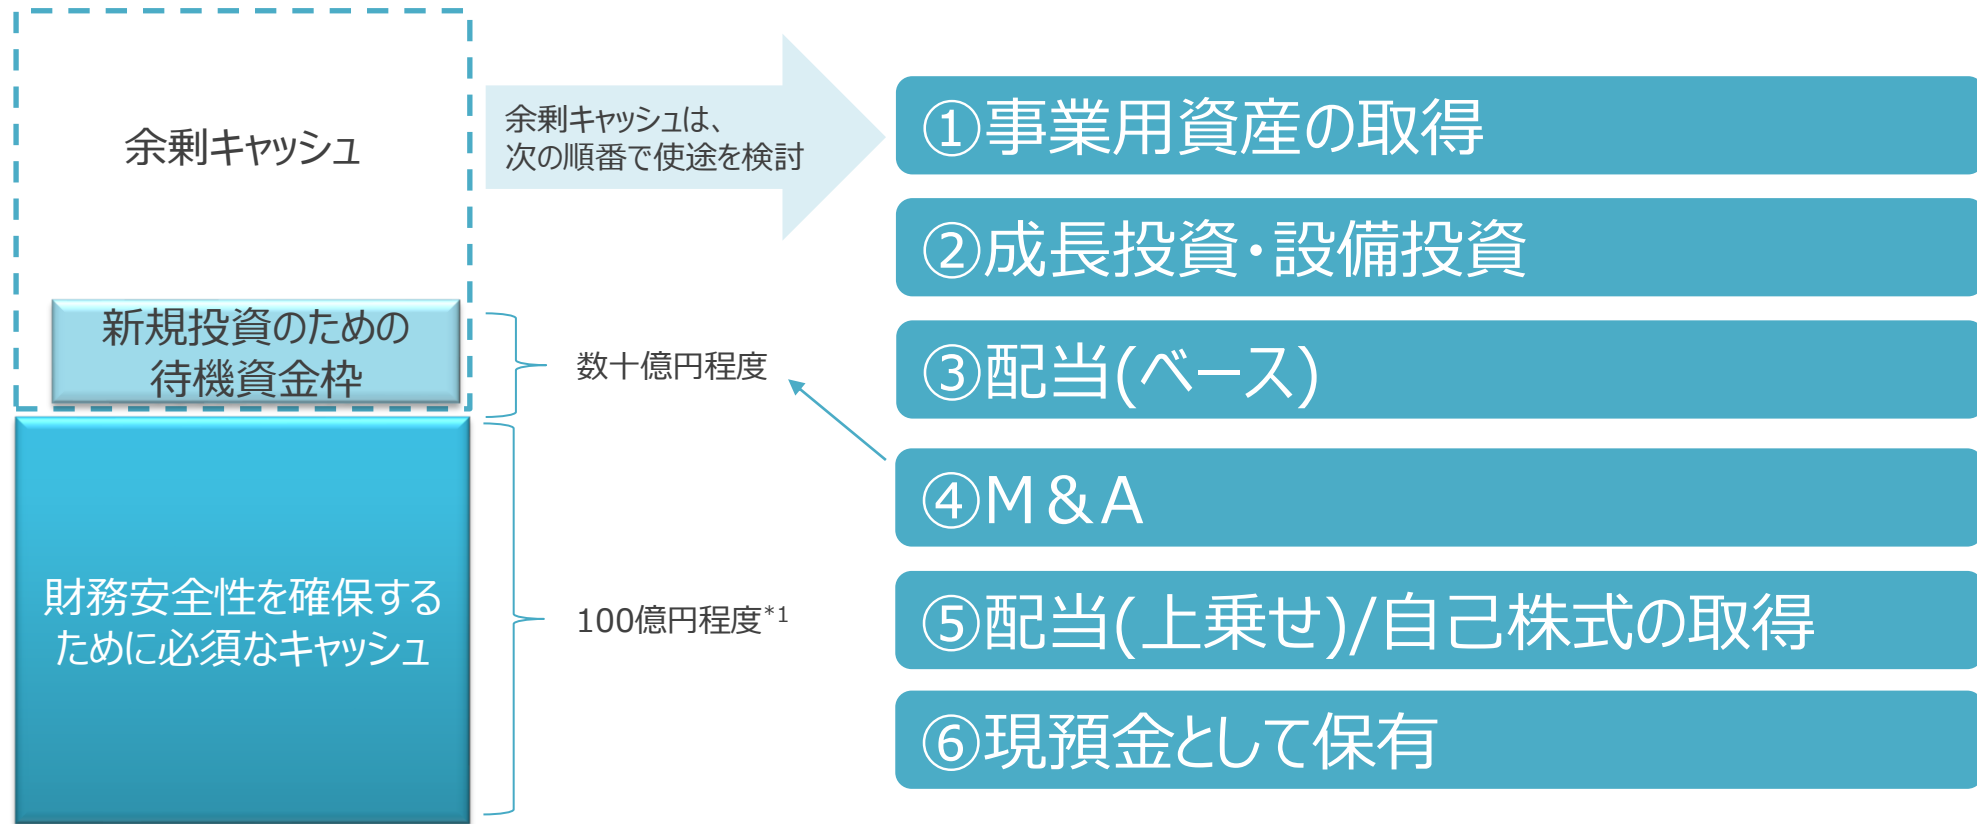 余剰キャッシュ
新規投資のための
待機資金枠
財務安全性を確保する
ために必須なキャッシュ
余剰キャッシュは、
次の順番で使途を検討
数十億円程度
100億円程度*1
①事業用資産の取得
②成長投資・設備投資
③配当(ベース)
④M&A
⑤配当(上乗せ)/自己株式の取得
⑥現預金として保有